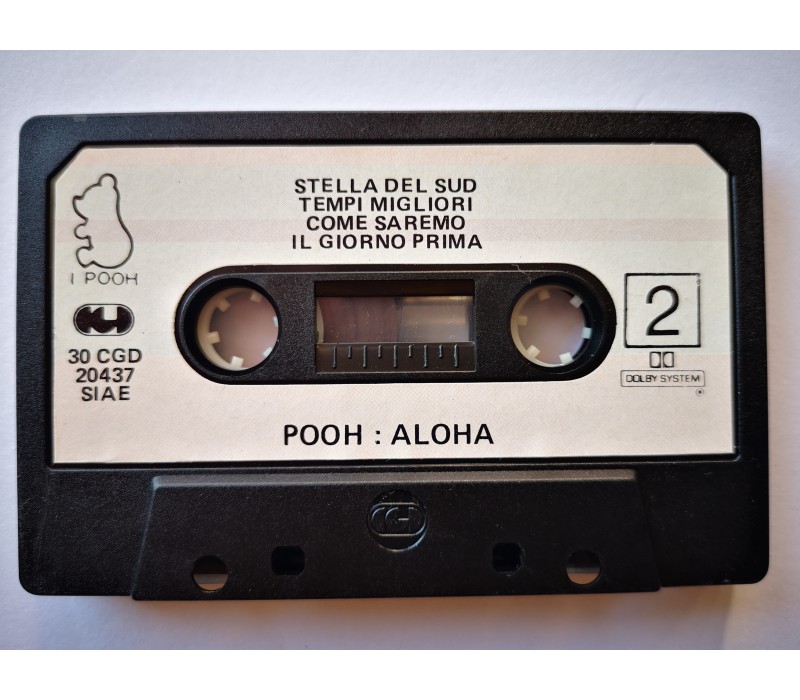 STELLA DEL SUD
TEMPI MIGLIORI
COME SAREMO
IL GIORNO PRIMA
I POOH
30 CGD
20437
SIAE
2
DOLBY SYSTEM
®
POOH : ALOHA